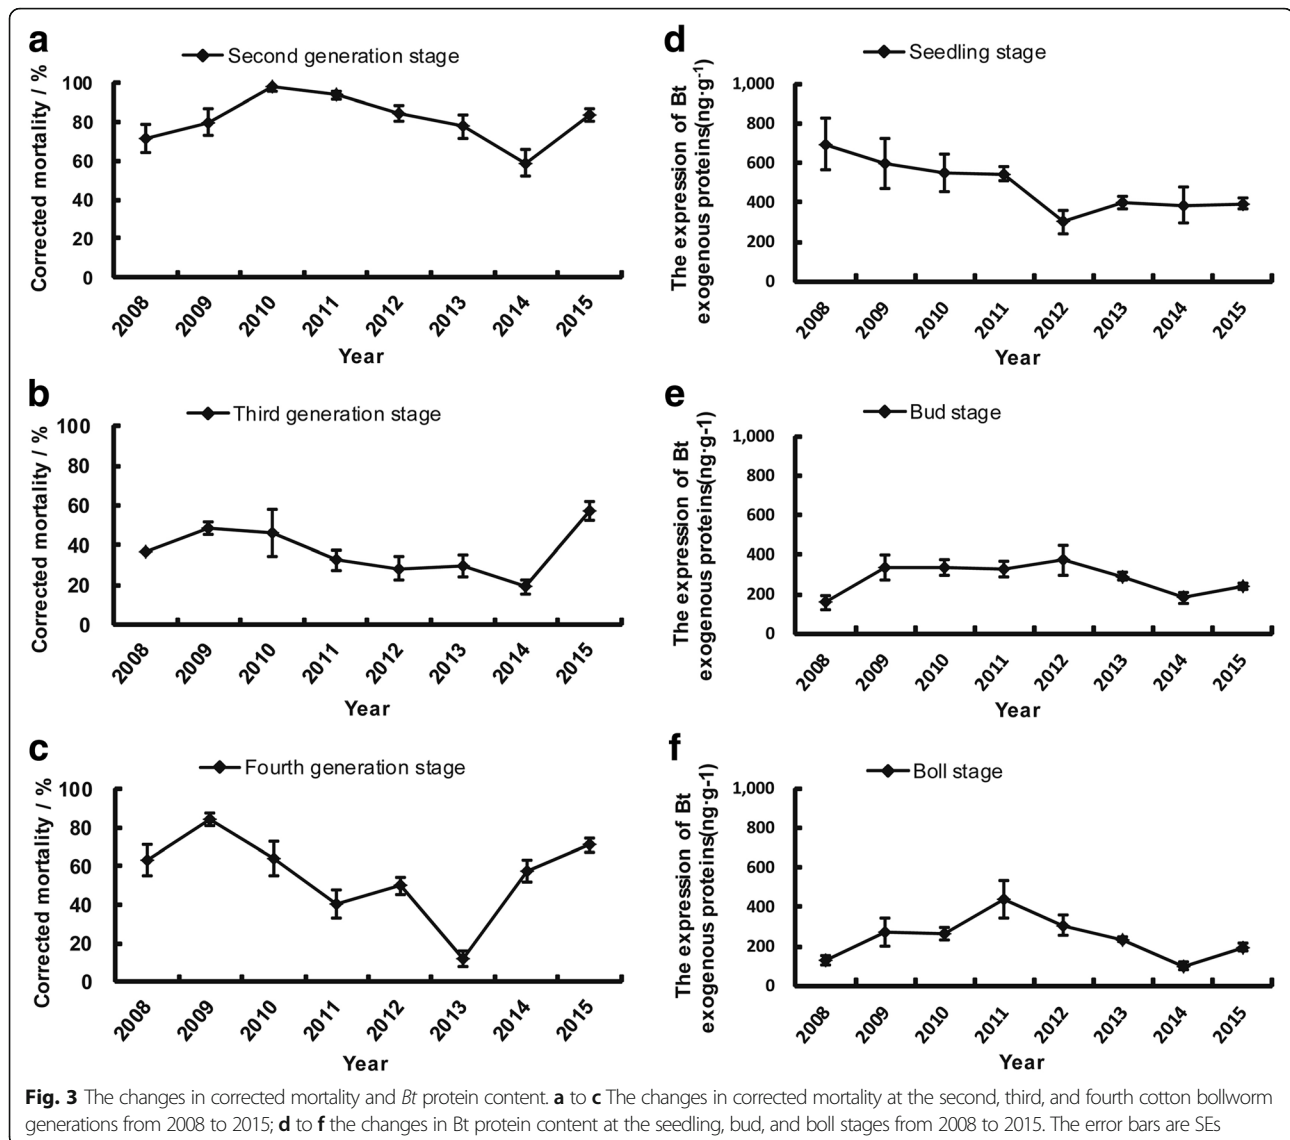 a
Second generation stage
Corrected mortality / %
100
80
60
40
20
0
2008
2009
2010
2011
2012
2013
2014
2015
Year
b
Third generation stage
Corrected mortality / %
100
80
60
40
20
0
2008
2009
2010
2011
2012
2013
2014
2015
Year
c
Fourth generation stage
Corrected mortality / %
100
80
60
40
20
0
2008
2009
2010
2011
2012
2013
2014
2015
Year
d
Seedling stage
The expression of Bt
exogenous proteins(ng·g⁻¹)
1,000
800
600
400
200
0
2008
2009
2010
2011
2012
2013
2014
2015
Year
e
Bud stage
The expression of Bt
exogenous proteins(ng·g-1)
1,000
800
600
400
200
0
2008
2009
2010
2011
2012
2013
2014
2015
Year
f
Boll stage
The expression of Bt
exogenous proteins(ng·g-1)
1,000
800
600
400
200
0
2008
2009
2010
2011
2012
2013
2014
2015
Year
Fig. 3 The changes in corrected mortality and Bt protein content. a to c The changes in corrected mortality at the second, third, and fourth cotton bollworm
generations from 2008 to 2015; d to f the changes in Bt protein content at the seedling, bud, and boll stages from 2008 to 2015. The error bars are SEs